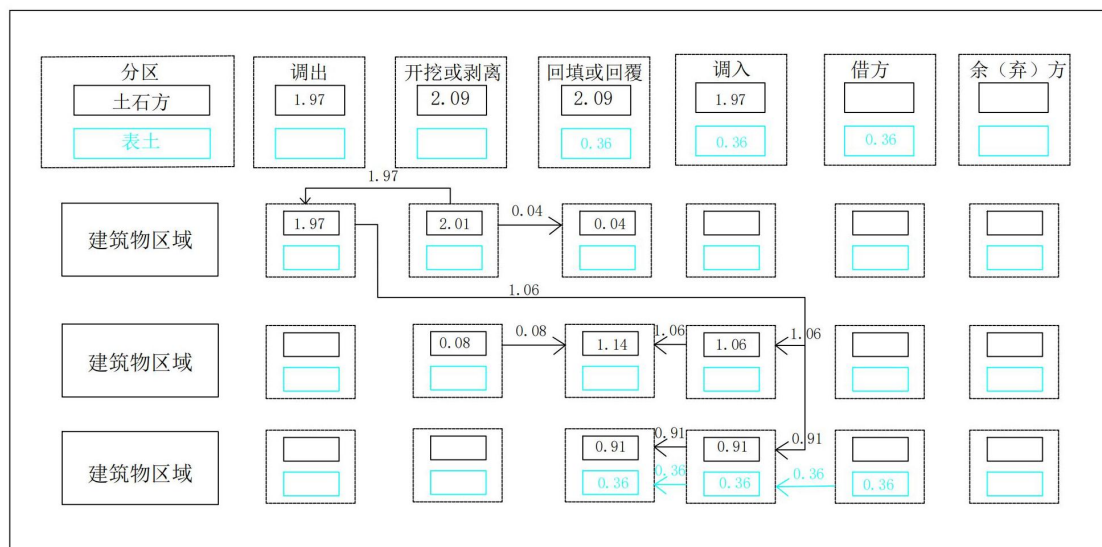 分区 调出 开挖或剥离 回填或回覆 调入 借方 余（弃）方
土石方 1.97 2.09 2.09 1.97
表土 0.36 0.36 0.36
1.97
建筑物区域 1.97 2.01 0.04 0.04
1.06
建筑物区域 0.08 0.08 1.14 1.06 1.06 1.06
建筑物区域 0.91 0.91 0.91 0.91
0.36 0.36 0.36 0.36 0.36